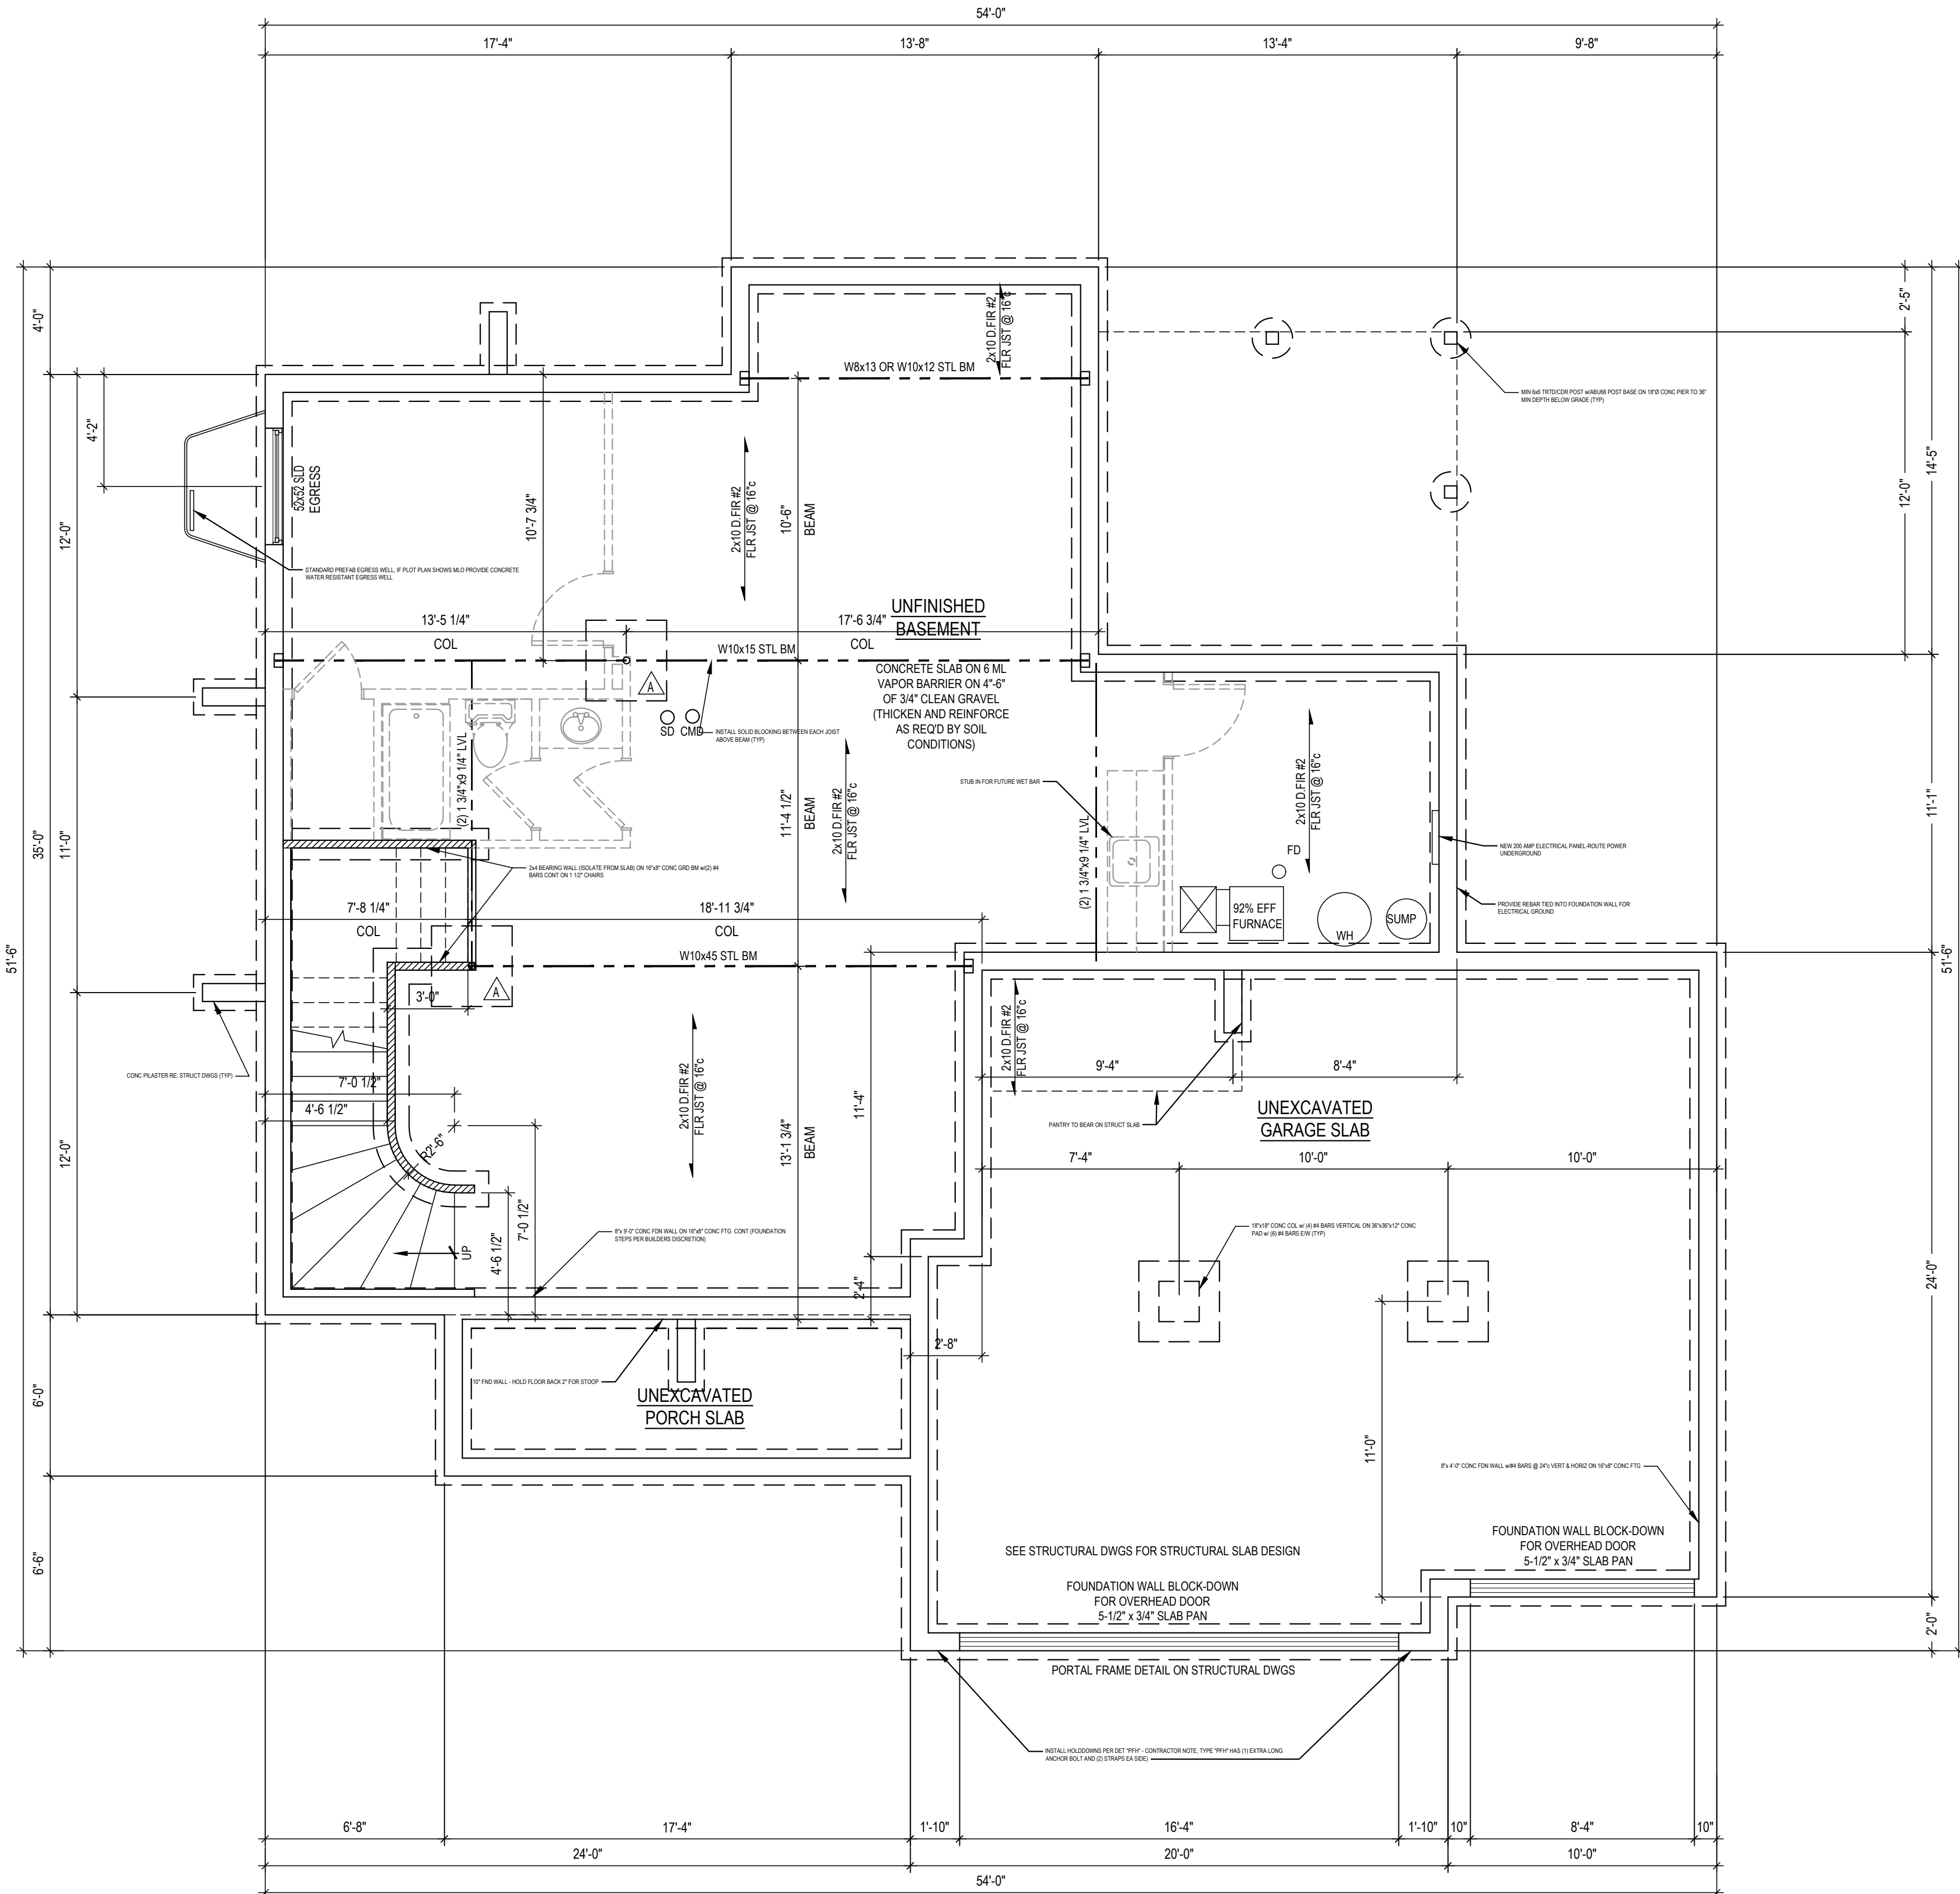 54'-0"
17'-4"
13'-8"
13'-4"
9'-8"
4'-0"
2'-5"
2x10 D.FIR #2
FLR JST @ 16"c
W8x13 OR W10x12 STL BM
MIN 6x6 TRTD/CDR POST w/ABU66 POST BASE ON 18"Ø CONC PIER TO 36"
MIN DEPTH BELOW GRADE (TYP)
4'-2"
14'-5"
12'-0"
52x52 SLD
EGRESS
12'-0"
10'-7 3/4"
2x10 D.FIR #2
FLR JST @ 16"c
10'-6"
BEAM
STANDARD PREFAB EGRESS WELL, IF PLOT PLAN SHOWS MLO PROVIDE CONCRETE
WATER RESISTANT EGRESS WELL
UNFINISHED
BASEMENT
13'-5 1/4"
COL
17'-6 3/4"
COL
W10x15 STL BM
CONCRETE SLAB ON 6 ML
VAPOR BARRIER ON 4"-6"
OF 3/4" CLEAN GRAVEL
(THICKEN AND REINFORCE
AS REQ'D BY SOIL
CONDITIONS)
A
SD CMD
INSTALL SOLID BLOCKING BETWEEN EACH JOIST
ABOVE BEAM (TYP)
(2) 1 3/4"x9 1/4" LVL
STUB IN FOR FUTURE WET BAR
2x10 D.FIR #2
FLR JST @ 16"c
11'-4 1/2"
BEAM
2x10 D.FIR #2
FLR JST @ 16"c
(2) 1 3/4"x9 1/4" LVL
11'-1"
35'-0"
11'-0"
FD
NEW 200 AMP ELECTRICAL PANEL-ROUTE POWER
UNDERGROUND
2x4 BEARING WALL (ISOLATE FROM SLAB) ON 16"x8" CONC GRD BM w/(2) #4
BARS CONT ON 1 1/2" CHAIRS
PROVIDE REBAR TIED INTO FOUNDATION WALL FOR
ELECTRICAL GROUND
92% EFF
FURNACE
WH
SUMP
7'-8 1/4"
COL
18'-11 3/4"
COL
51'-6"
51'-6"
W10x45 STL BM
A
3'-0"
CONC PILASTER RE: STRUCT DWGS (TYP)
7'-0 1/2"
4'-6 1/2"
2x10 D.FIR #2
FLR JST @ 16"c
2x10 D.FIR #2
FLR JST @ 16"c
9'-4"
8'-4"
11'-4"
13'-1 3/4"
BEAM
12'-0"
R2'-6"
PANTRY TO BEAR ON STRUCT SLAB
UNEXCAVATED
GARAGE SLAB
7'-4"
10'-0"
10'-0"
UP
4'-6 1/2"
7'-0 1/2"
8"x 9'-0" CONC FDN WALL ON 16"x8" CONC FTG CONT (FOUNDATION
STEPS PER BUILDERS DISCRETION)
18"x18" CONC COL w/ (4) #4 BARS VERTICAL ON 36"x36"x12" CONC
PAD w/ (6) #4 BARS E/W (TYP)
24'-0"
2'-4"
2'-8"
6'-0"
10" FND WALL - HOLD FLOOR BACK 2" FOR STOOP
UNEXCAVATED
PORCH SLAB
11'-0"
8"x 4'-0" CONC FDN WALL w/#4 BARS @ 24"c VERT & HORIZ ON 16"x8" CONC FTG
6'-6"
SEE STRUCTURAL DWGS FOR STRUCTURAL SLAB DESIGN
FOUNDATION WALL BLOCK-DOWN
FOR OVERHEAD DOOR
5-1/2" x 3/4" SLAB PAN
FOUNDATION WALL BLOCK-DOWN
FOR OVERHEAD DOOR
5-1/2" x 3/4" SLAB PAN
2'-0"
PORTAL FRAME DETAIL ON STRUCTURAL DWGS
INSTALL HOLDDOWNS PER DET "PFH" - CONTRACTOR NOTE, TYPE "PFH" HAS (1) EXTRA LONG
ANCHOR BOLT AND (2) STRAPS EA SIDE)
6'-8"
17'-4"
1'-10"
16'-4"
1'-10"
10"
8'-4"
10"
24'-0"
20'-0"
10'-0"
54'-0"